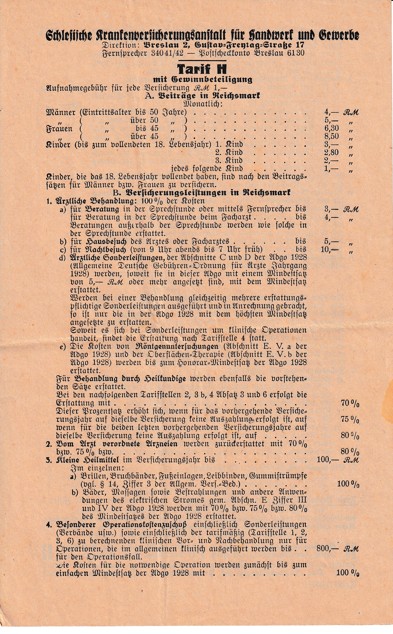 Schlesische Krankenversicherungsanstalt für Handwerk und Gewerbe
Direktion: Breslau 2, Gustav-Freytag-Straße 17
Fernsprecher 34041/42 — Postscheckkonto Breslau 6130
Tarif H
mit Gewinnbeteiligung
Aufnahmegebühr für jede Versicherung RM 1,—
A. Beiträge in Reichsmark
Monatlich:
Männer (Eintrittsalter bis 50 Jahre) . . . . . . . . . 4,— RM
„ „ über 50 „ . . . . . . . . . 5,— „
Frauen „ bis 45 „ . . . . . . . . . 6,30 „
„ „ über 45 „ . . . . . . . . . 8,50 „
Kinder (bis zum vollendeten 18. Lebensjahr) 1. Kind . . . . . 3,— „
2. Kind . . . . . 2,80 „
3. Kind . . . . . 2,— „
jedes folgende Kind . . . . 1,— „
Kinder, die das 18. Lebensjahr vollendet haben, sind nach den Beitrags-
sätzen für Männer bzw. Frauen zu versichern.
B. Versicherungsleistungen in Reichsmark
1. Ärztliche Behandlung: 100% der Kosten
a) für Beratung in der Sprechstunde oder mittels Fernsprecher bis 3,— RM
für Beratung in der Sprechstunde beim Facharzt . . . bis 4,— „
Beratungen außerhalb der Sprechstunde werden wie solche in
der Sprechstunde erstattet.
b) für Hausbesuch des Arztes oder Facharztes . . . . . bis 5,— „
c) für Nachtbesuch (von 9 Uhr abends bis 7 Uhr früh) . . . bis 10,— „
d) Ärztliche Sonderleistungen, der Abschnitte C und D der Adgo 1928
(Allgemeine Deutsche Gebühren-Ordnung für Ärzte Jahrgang
1928) werden, soweit sie in dieser Adgo mit einem Mindestsatz
von 5,— RM oder mehr angesetzt sind, mit dem Mindestsatz
erstattet.
Werden bei einer Behandlung gleichzeitig mehrere erstattungs-
pflichtige Sonderleistungen ausgeführt und in Anrechnung gebracht,
so ist nur die in der Adgo 1928 mit dem höchsten Mindestsatz
angesetzte zu erstatten.
Soweit es sich bei Sonderleistungen um klinische Operationen
handelt, findet die Erstattung nach Tarifstelle 4 statt.
e) Die Kosten von Röntgenuntersuchungen (Abschnitt E. V. a der
Adgo 1928) und der Oberflächen-Therapie (Abschnitt E. V. b der
Adgo 1928) werden bis zum Honorar-Mindestsatz der Adgo 1928
erstattet.
Für Behandlung durch Heilkundige werden ebenfalls die vorstehen-
den Sätze erstattet.
Bei den nachfolgenden Tarifstellen 2, 3 b, 4 Absatz 3 und 6 erfolgt die
Erstattung mit . . . . . . . . . . . . . . 70%
Dieser Prozentsatz erhöht sich, wenn für das vorhergehende Versiche-
rungsjahr auf dieselbe Versicherung keine Auszahlung erfolgt ist, auf 75%
wenn für die beiden letzten vorhergehenden Versicherungsjahre auf
dieselbe Versicherung keine Auszahlung erfolgt ist, auf . . . . 80%
2. Vom Arzt verordnete Arzneien werden zurückerstattet mit 70%
bzw. 75% bzw. . . . . . . . . . . . . . . 80%
3. Kleine Heilmittel im Versicherungsjahr bis . . . . . . . 100,— RM
Im einzelnen:
a) Brillen, Bruchbänder, Fußeinlagen, Leibbinden, Gummistrümpfe
(vgl. § 14, Ziffer 3 der Allgem. Vers.-Bed.) . . . . . . 100%
b) Bäder, Massagen sowie Bestrahlungen und andere Anwen-
dungen des elektrischen Stromes gem. Abschn. E Ziffer III
und IV der Adgo 1928 werden mit 70% bzw. 75% bzw. 80%
des Mindestsatzes der Adgo 1928 erstattet.
4. Besonderer Operationskostenzuschuß einschließlich Sonderleistungen
(Verbände usw.) sowie einschließlich der tarifmäßig (Tarifstelle 1, 2,
3, 6) zu berechnenden klinischen Vor- und Nachbehandlung nur für
Operationen, die im allgemeinen klinisch ausgeführt werden bis . . 800,— RM
für den Operationsfall.
Die Kosten für die notwendige Operation werden zunächst bis zum
einfachen Mindestsatz der Adgo 1928 mit . . . . . . . 100%